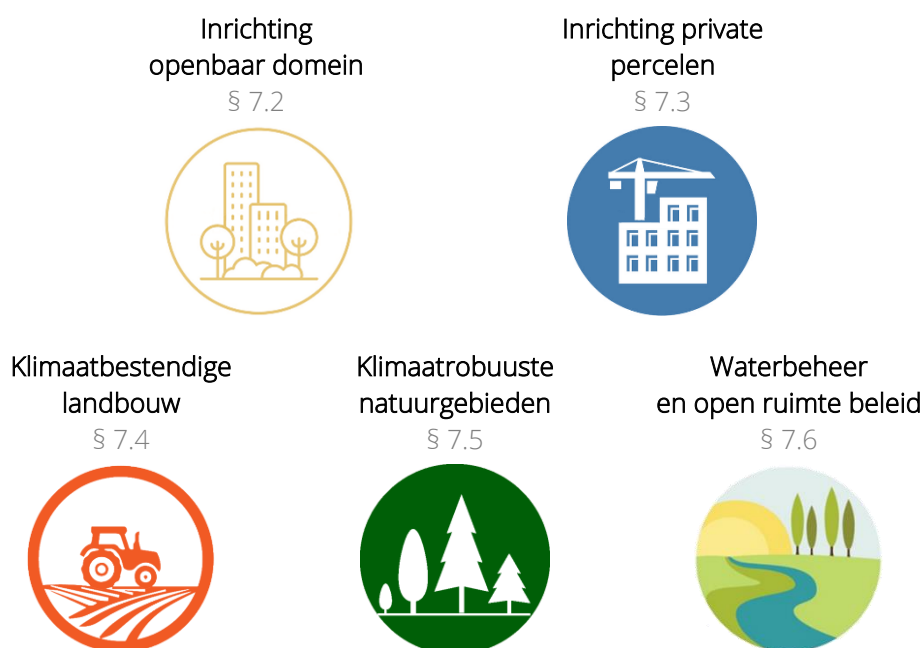 Inrichting
openbaar domein
§ 7.2
Inrichting private
percelen
§ 7.3
Klimaatbestendige
landbouw
§ 7.4
Klimaatrobuuste
natuurgebieden
§ 7.5
Waterbeheer
en open ruimte beleid
§ 7.6